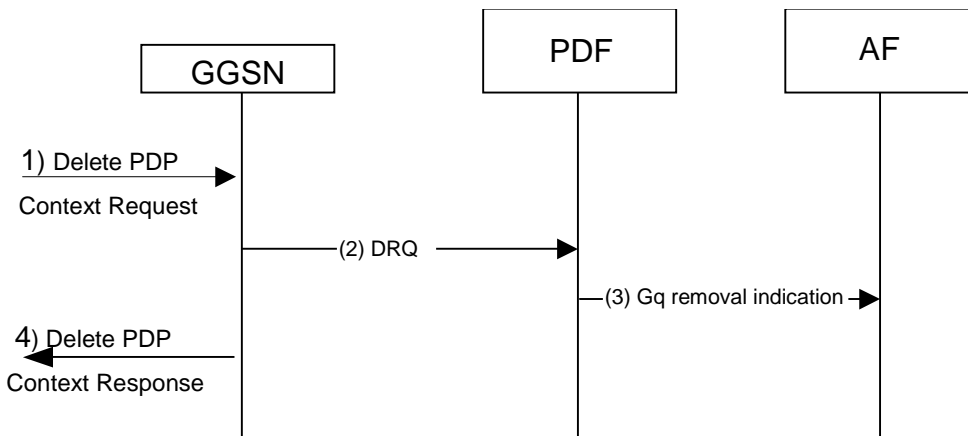 GGSN
PDF
AF
1) Delete PDP
Context Request
(2) DRQ
(3) Gq removal indication
4) Delete PDP
Context Response